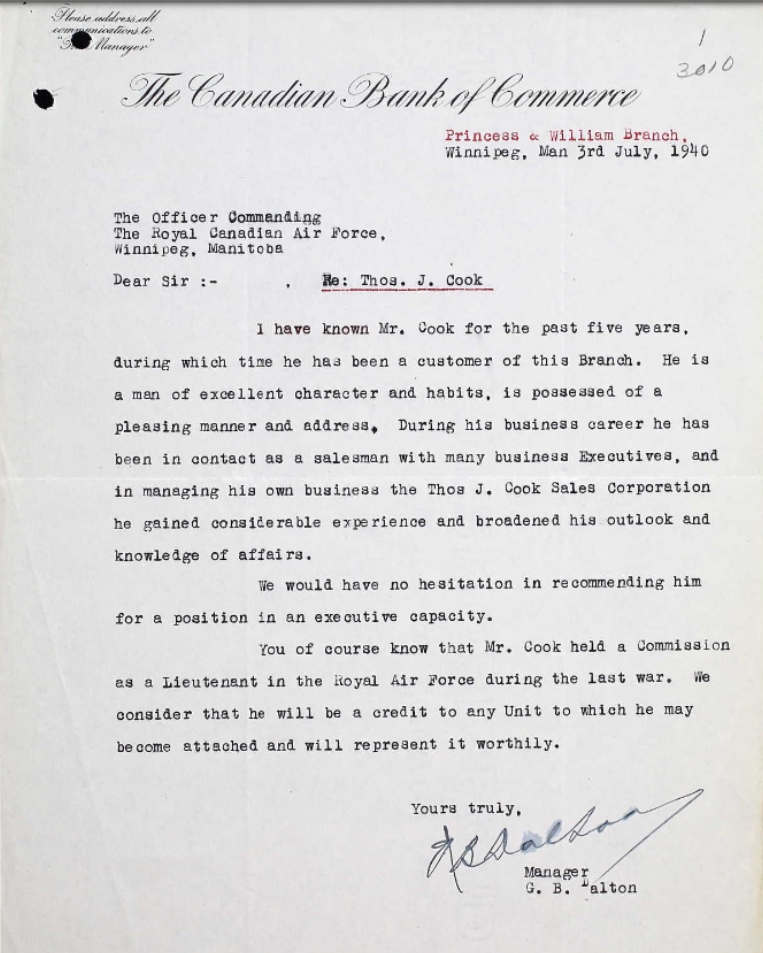 Please address all
communications to
"The Manager"
1
3010
The Canadian Bank of Commerce
Princess & William Branch,
Winnipeg, Man 3rd July, 1940
The Officer Commanding
The Royal Canadian Air Force,
Winnipeg, Manitoba
Dear Sir :- , Re: Thos. J. Cook
I have known Mr. Cook for the past five years,
during which time he has been a customer of this Branch. He is
a man of excellent character and habits, is possessed of a
pleasing manner and address. During his business career he has
been in contact as a salesman with many business Executives, and
in managing his own business the Thos J. Cook Sales Corporation
he gained considerable experience and broadened his outlook and
knowledge of affairs.
We would have no hesitation in recommending him
for a position in an executive capacity.
You of course know that Mr. Cook held a Commission
as a Lieutenant in the Royal Air Force during the last war. We
consider that he will be a credit to any Unit to which he may
become attached and will represent it worthily.
Yours truly,
GBDalton
Manager
G. B. Dalton